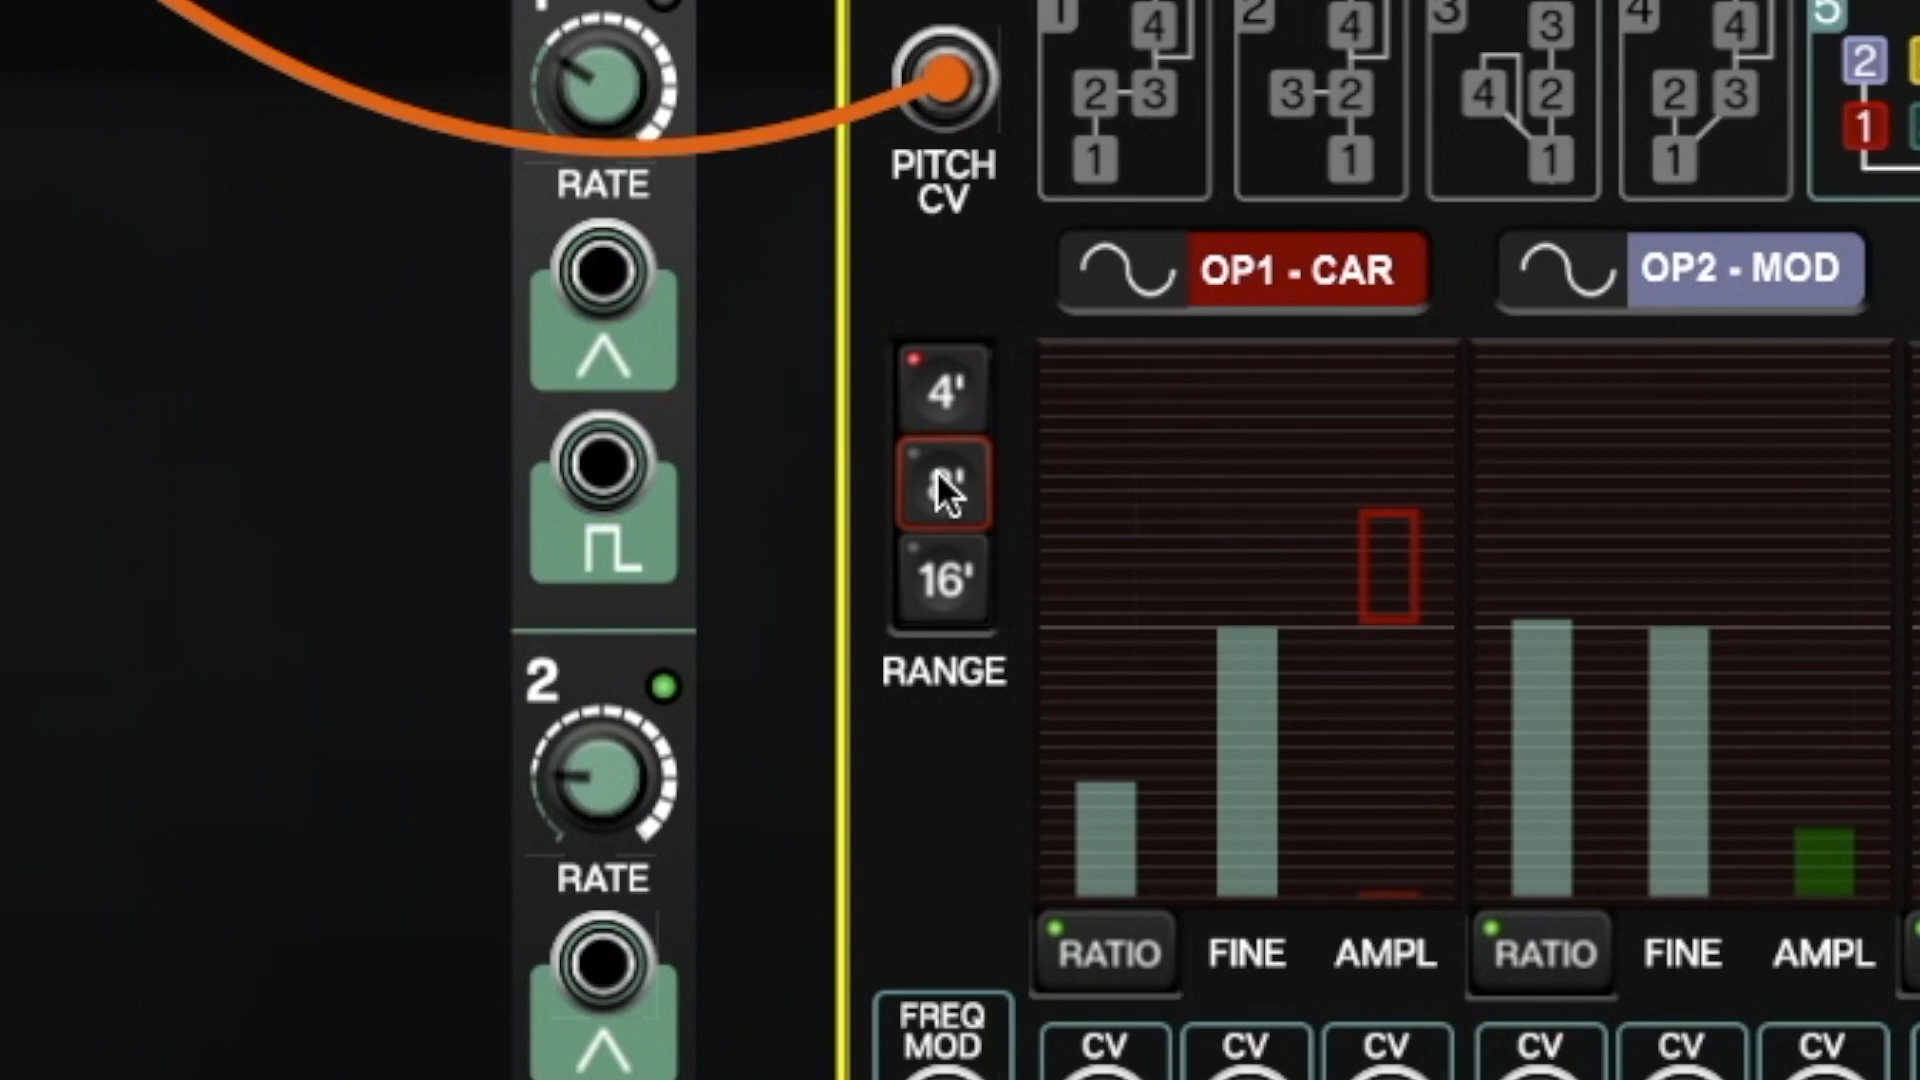 1 4 2 4 3 3 4 4 5
2 3 3 2 4 2 2 3 2
1 1 1 1 1
PITCH
CV
RATE
OP1 - CAR
OP2 - MOD
4'
16'
RANGE
2
RATE
RATIO FINE AMPL RATIO FINE AMPL
FREQ
MOD
CV CV CV CV CV CV